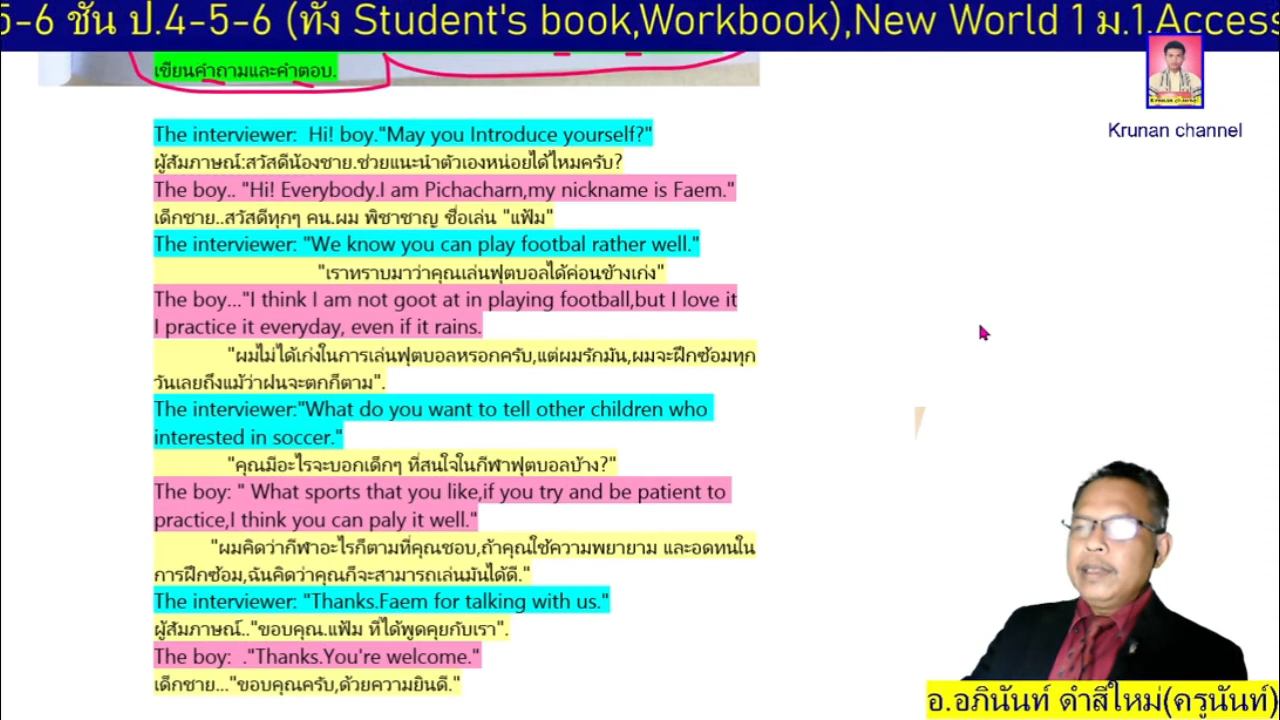 5-6 ชั้น ป.4-5-6 (ทั้ง Student's book,Workbook),New World 1 ม.1.Access
เขียนคำถามและคำตอบ.
Krunan channel
The interviewer: Hi! boy."May you Introduce yourself?"
ผู้สัมภาษณ์:สวัสดีน้องชาย.ช่วยแนะนำตัวเองหน่อยได้ไหมครับ?
The boy.. "Hi! Everybody.I am Pichacharn,my nickname is Faem."
เด็กชาย..สวัสดีทุกๆ คน.ผม พิชาชาญ ชื่อเล่น "แฟ้ม"
The interviewer: "We know you can play footbal rather well."
"เราทราบมาว่าคุณเล่นฟุตบอลได้ค่อนข้างเก่ง"
The boy..."I think I am not goot at in playing football,but I love it
I practice it everyday, even if it rains.
"ผมไม่ได้เก่งในการเล่นฟุตบอลหรอกครับ,แต่ผมรักมัน,ผมจะฝึกซ้อมทุก
วันเลยถึงแม้ว่าฝนจะตกก็ตาม".
The interviewer:"What do you want to tell other children who
interested in soccer."
"คุณมีอะไรจะบอกเด็กๆ ที่สนใจในกีฬาฟุตบอลบ้าง?"
The boy: " What sports that you like,if you try and be patient to
practice,I think you can paly it well."
"ผมคิดว่ากีฬาอะไรก็ตามที่คุณชอบ,ถ้าคุณใช้ความพยายาม และอดทนใน
การฝึกซ้อม,ฉันคิดว่าคุณก็จะสามารถเล่นมันได้ดี."
The interviewer: "Thanks.Faem for talking with us."
ผู้สัมภาษณ์.."ขอบคุณ.แฟ้ม ที่ได้พูดคุยกับเรา".
The boy: ."Thanks.You're welcome."
เด็กชาย..."ขอบคุณครับ,ด้วยความยินดี."
อ.อภินันท์ ดำสีใหม่(ครูนันท์)